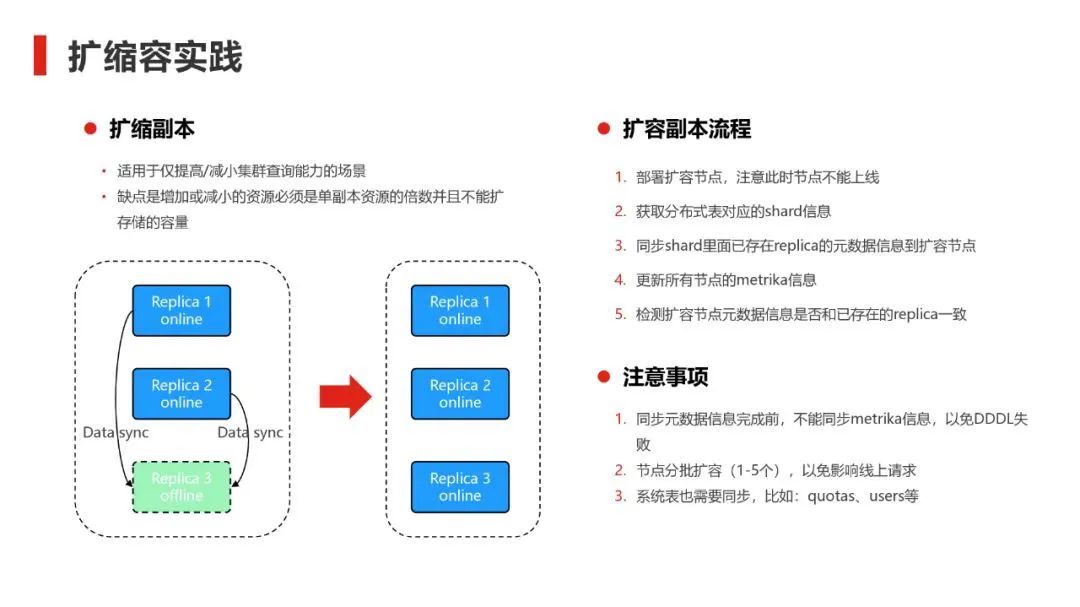 扩缩容实践
扩缩副本
适用于仅提高/减小集群查询能力的场景
缺点是增加或减小的资源必须是单副本资源的倍数并且不能扩
存储的容量
Replica 1
online
Replica 2
online
Data sync
Data sync
Replica 3
offline
Replica 1
online
Replica 2
online
Replica 3
online
扩容副本流程
1. 部署扩容节点，注意此时节点不能上线
2. 获取分布式表对应的shard信息
3. 同步shard里面已存在replica的元数据信息到扩容节点
4. 更新所有节点的metrika信息
5. 检测扩容节点元数据信息是否和已存在的replica一致
注意事项
1. 同步元数据信息完成前，不能同步metrika信息，以免DDDL失
败
2. 节点分批扩容（1-5个），以免影响线上请求
3. 系统表也需要同步，比如：quotas、users等